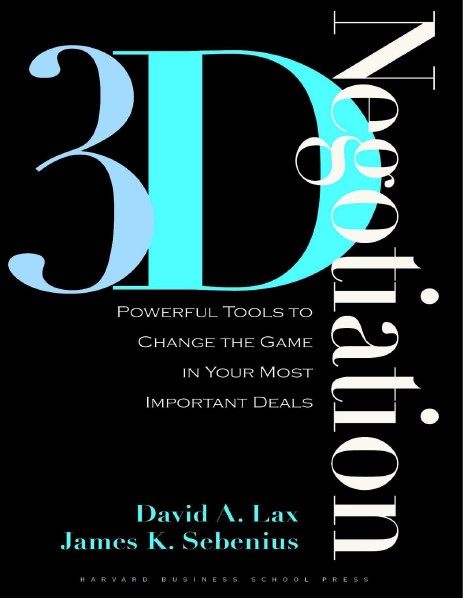 3D
Negotiation
POWERFUL TOOLS TO
CHANGE THE GAME
IN YOUR MOST
IMPORTANT DEALS
David A. Lax
James K. Sebenius
HARVARD BUSINESS SCHOOL PRESS